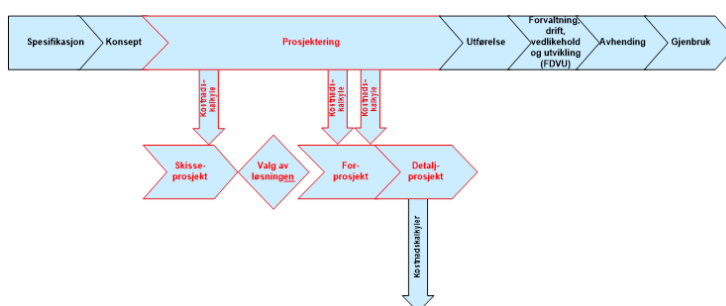 Spesifikasjon
Konsept
Prosjektering
Utførelse
Forvaltning,
drift,
vedlikehold
og utvikling
(FDVU)
Avhending
Gjenbruk
Kostnads-
kalkyle
Kostnads-
kalkyle
Kostnads-
kalkyle
Skisse-
prosjekt
Valg av
løsningen
For-
prosjekt
Detalj-
prosjekt
Kostnadskalkyler